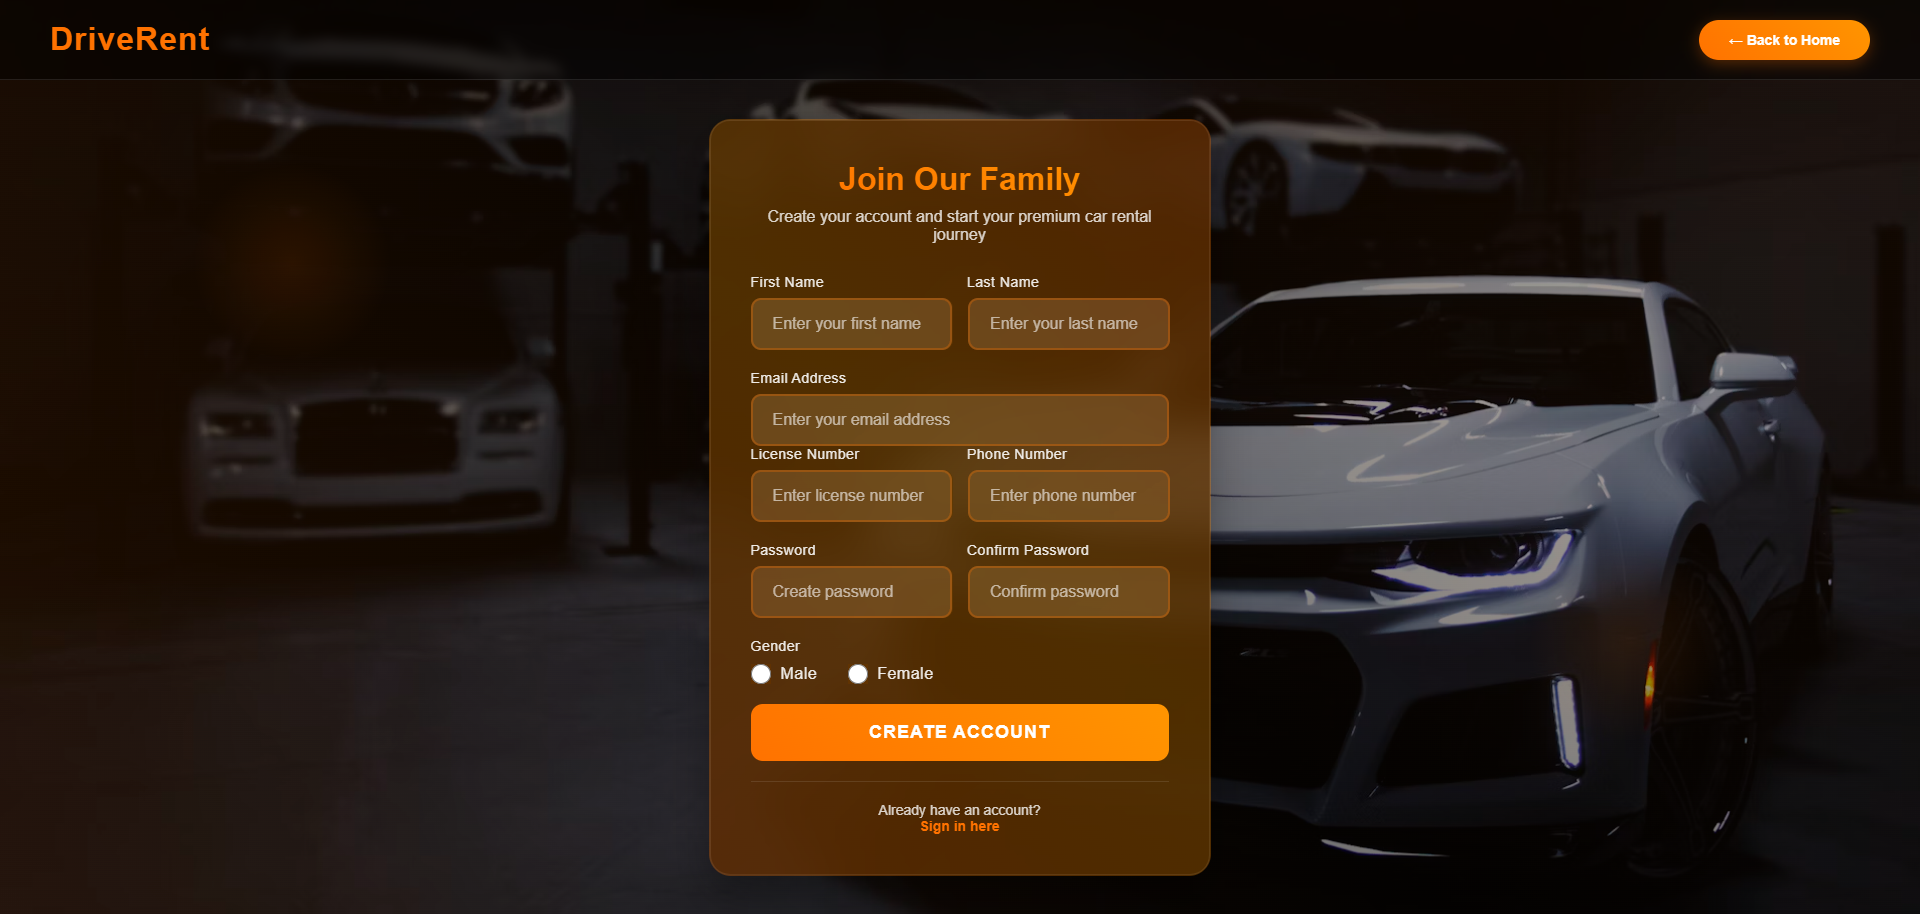 DriveRent
← Back to Home
Join Our Family
Create your account and start your premium car rental
journey
First Name
Last Name
Enter your first name
Enter your last name
Email Address
Enter your email address
License Number
Phone Number
Enter license number
Enter phone number
Password
Confirm Password
Create password
Confirm password
Gender
Male
Female
CREATE ACCOUNT
Already have an account?
Sign in here